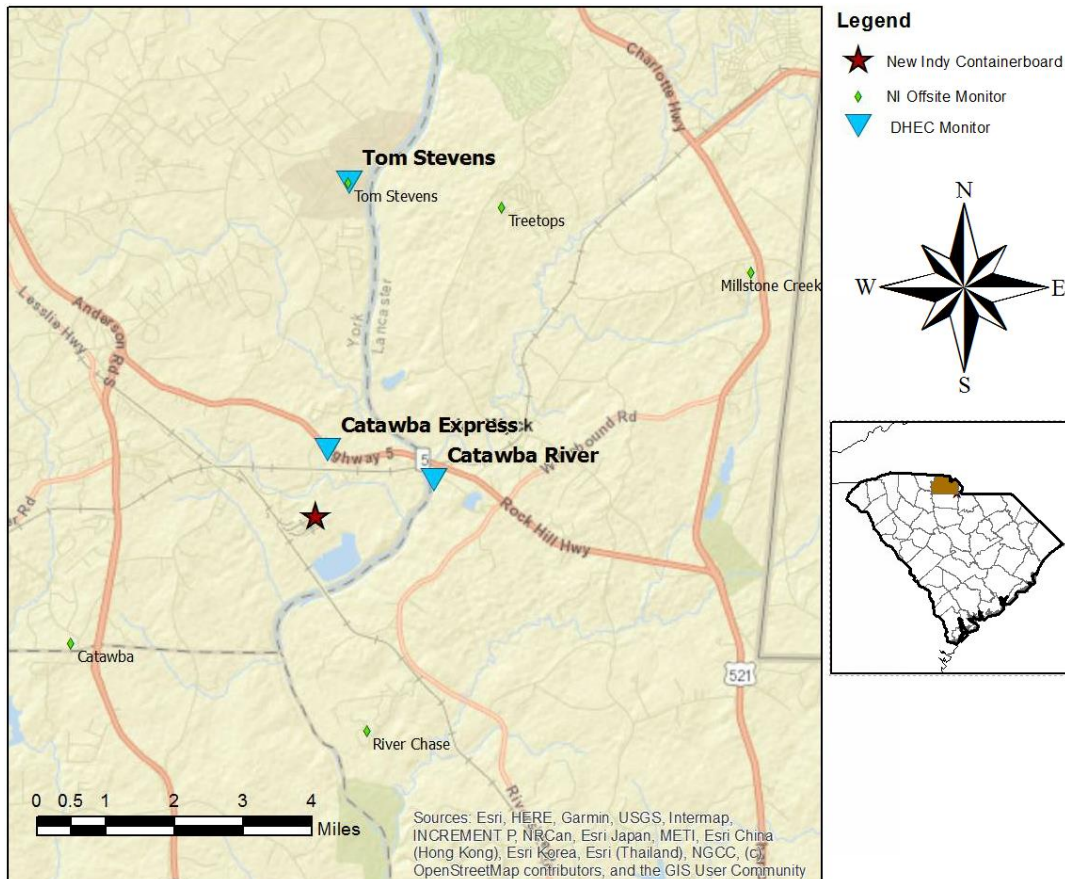 Legend
New Indy Containerboard
NI Offsite Monitor
DHEC Monitor
N
W
E
S
Charlotte Hwy
Tom Stevens
Tom Stevens
Treetops
Millstone Creek
Lesslie Hwy
Anderson Rd S
York
Lancaster
Catawba Express
Highway 5
5
Catawba River
Rock Hill Hwy
Catawba
521
River Chase
0 0.5 1 2 3 4
Miles
Sources: Esri, HERE, Garmin, USGS, Intermap,
INCREMENT P, NRCan, Esri Japan, METI, Esri China
(Hong Kong), Esri Korea, Esri (Thailand), NGCC, (c)
OpenStreetMap contributors, and the GIS User Community